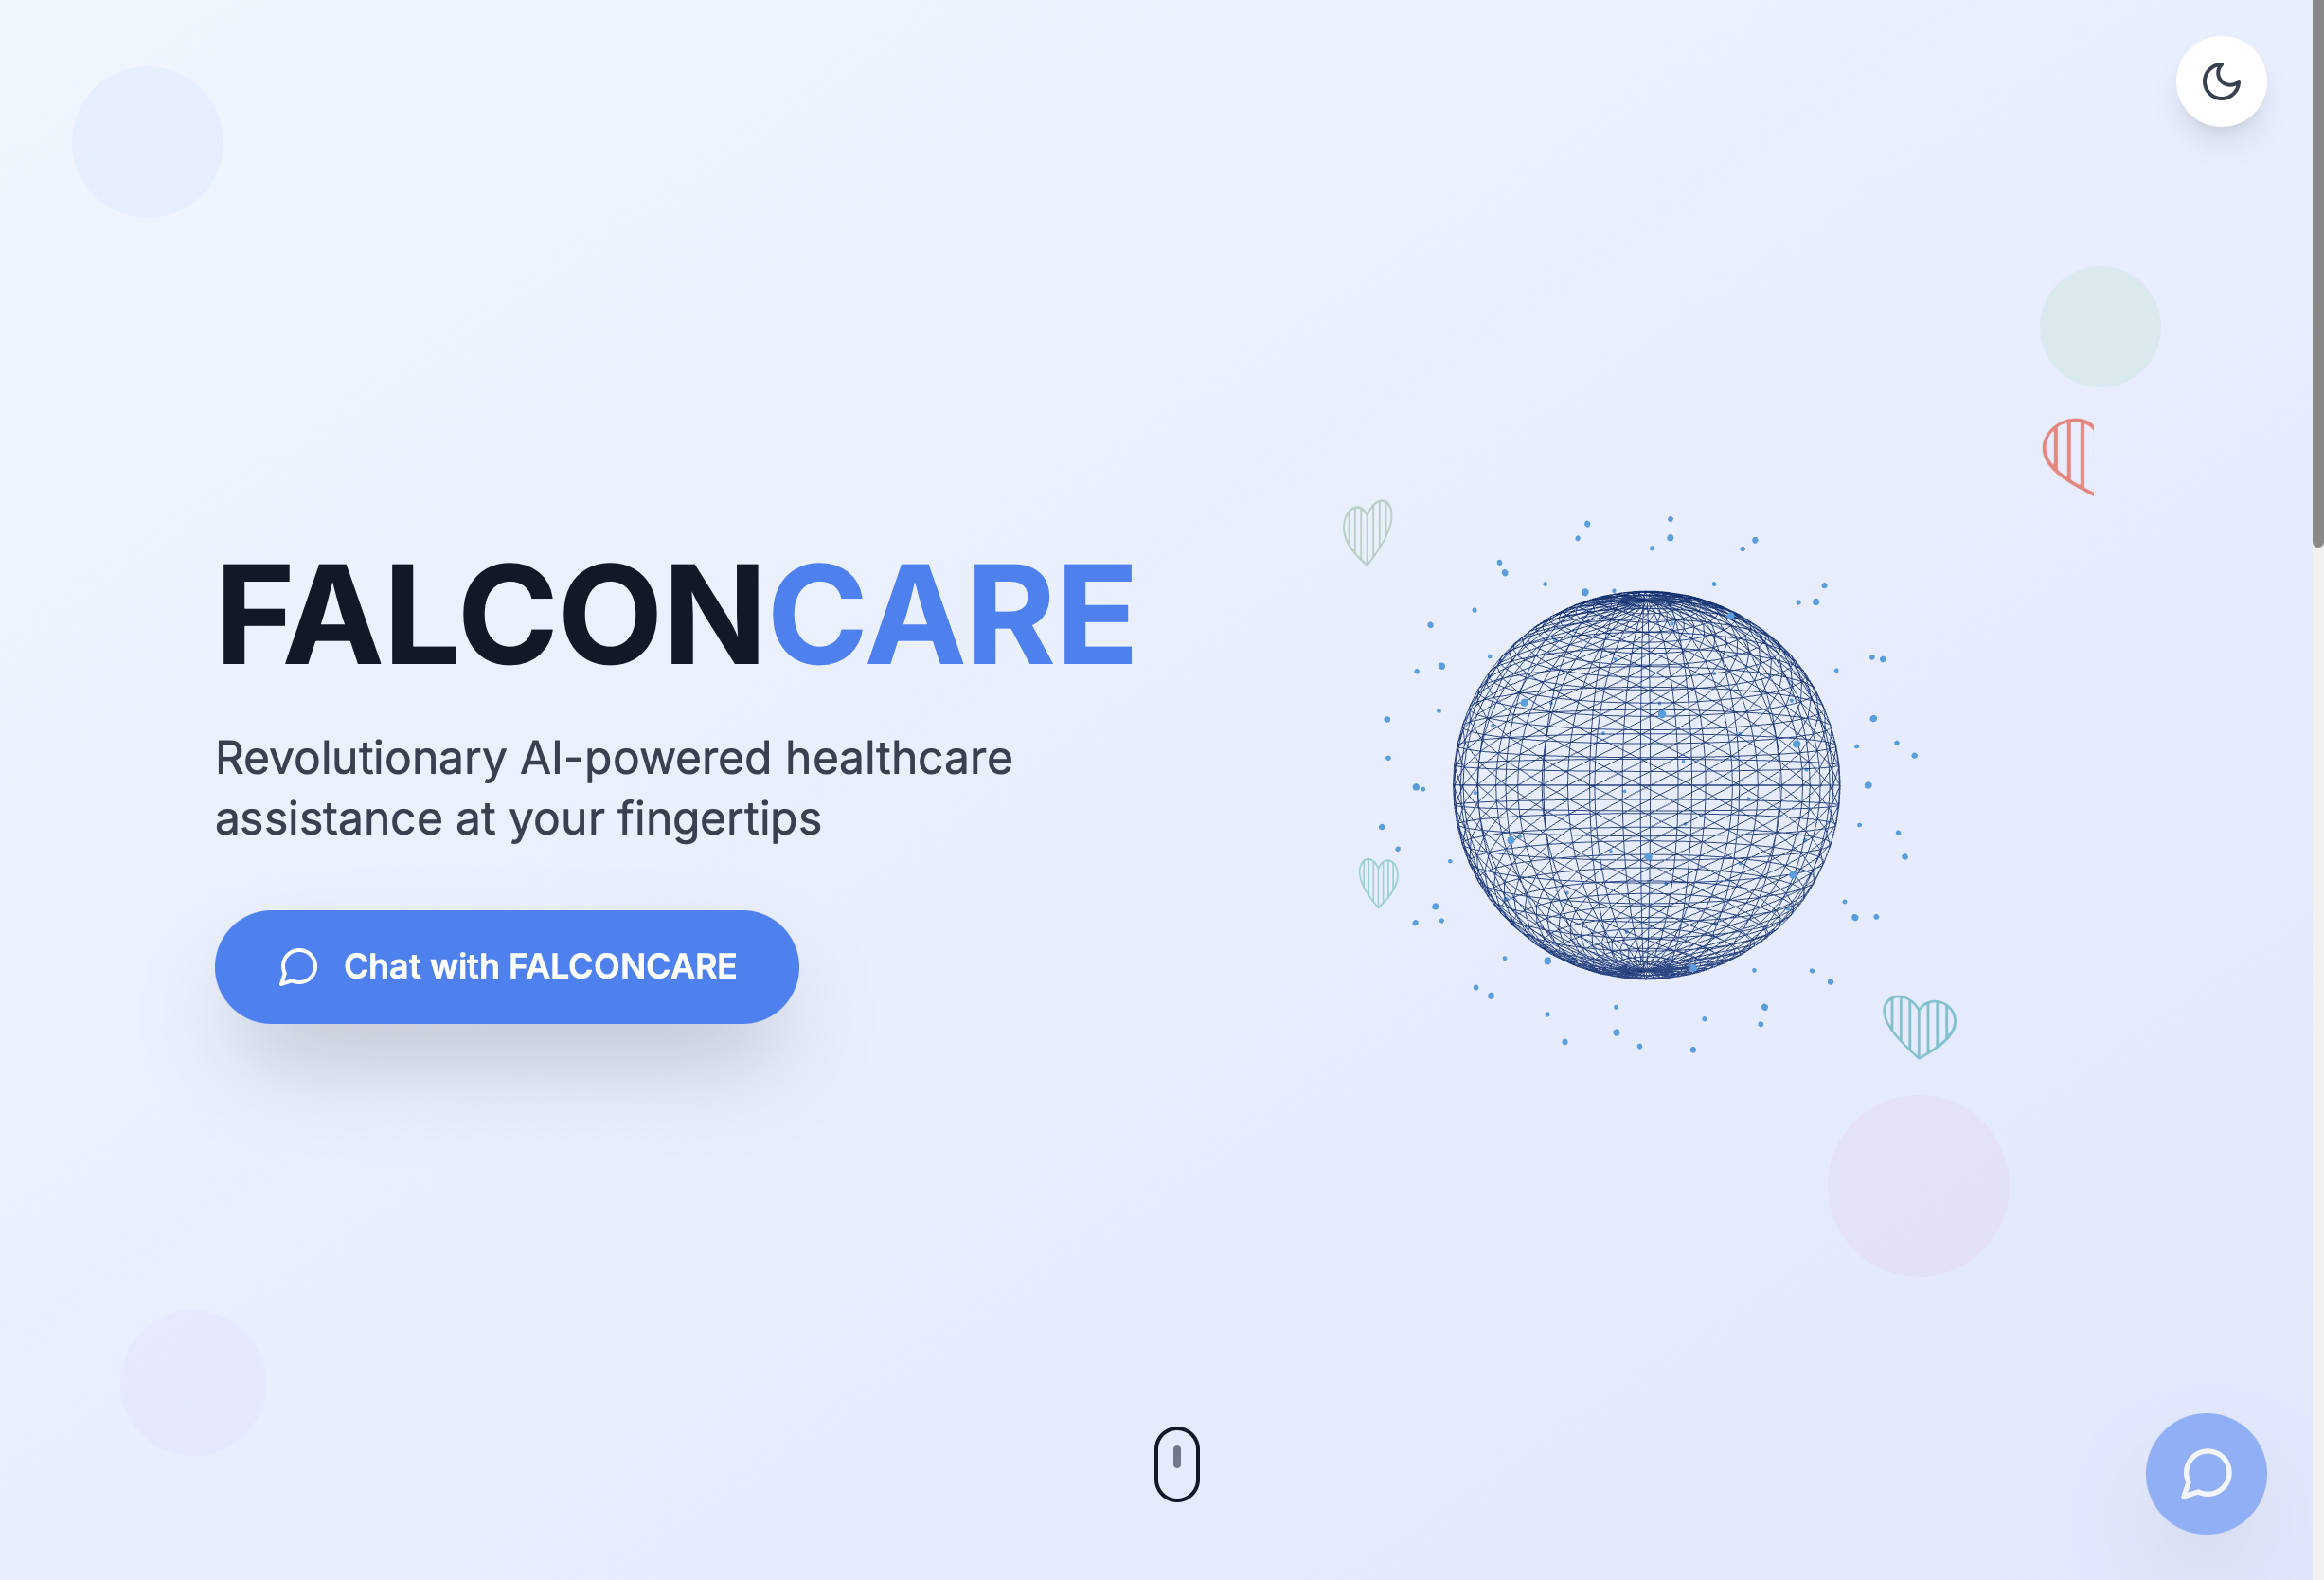 FALCONCARE
Revolutionary AI-powered healthcare
assistance at your fingertips
Chat with FALCONCARE